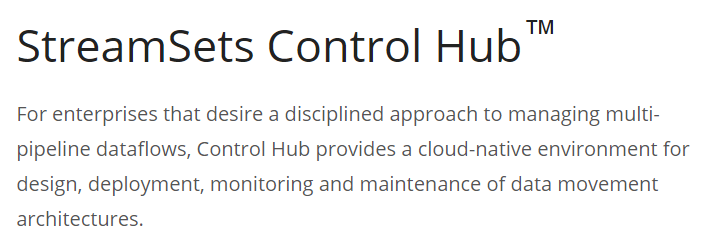 StreamSets Control Hub™
For enterprises that desire a disciplined approach to managing multi-
pipeline dataflows, Control Hub provides a cloud-native environment for
design, deployment, monitoring and maintenance of data movement
architectures.